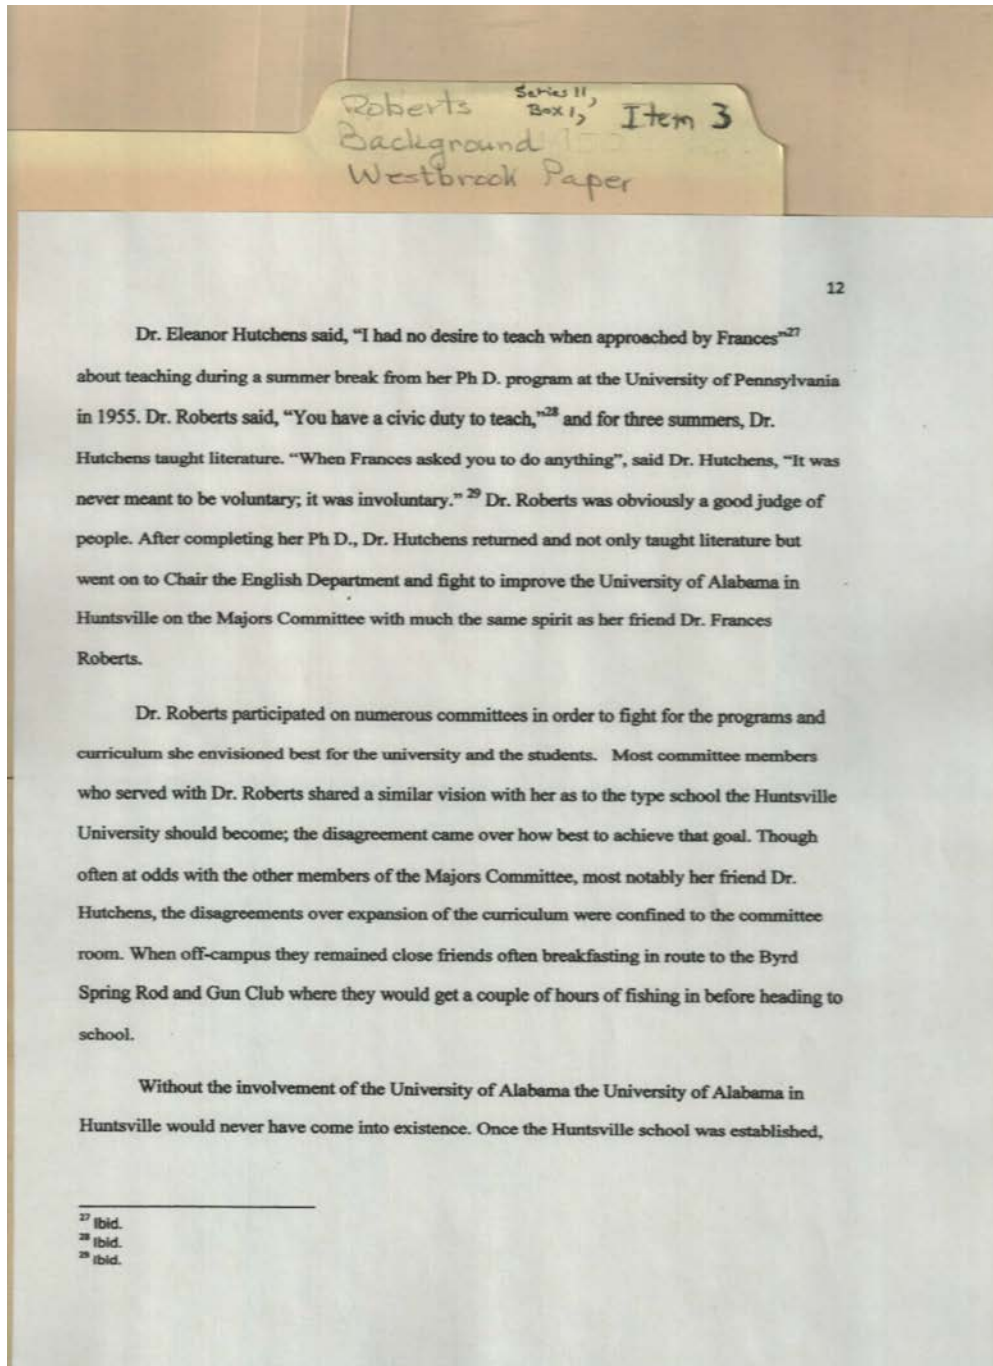 Roberts Series 11, Box 1, Item 3
Background
Westbrook Paper
12
Dr. Eleanor Hutchens said, “I had no desire to teach when approached by Frances”27
about teaching during a summer break from her Ph D. program at the University of Pennsylvania
in 1955. Dr. Roberts said, “You have a civic duty to teach,”28 and for three summers, Dr.
Hutchens taught literature. “When Frances asked you to do anything”, said Dr. Hutchens, “It was
never meant to be voluntary; it was involuntary.” 29 Dr. Roberts was obviously a good judge of
people. After completing her Ph D., Dr. Hutchens returned and not only taught literature but
went on to Chair the English Department and fight to improve the University of Alabama in
Huntsville on the Majors Committee with much the same spirit as her friend Dr. Frances
Roberts.
Dr. Roberts participated on numerous committees in order to fight for the programs and
curriculum she envisioned best for the university and the students. Most committee members
who served with Dr. Roberts shared a similar vision with her as to the type school the Huntsville
University should become; the disagreement came over how best to achieve that goal. Though
often at odds with the other members of the Majors Committee, most notably her friend Dr.
Hutchens, the disagreements over expansion of the curriculum were confined to the committee
room. When off-campus they remained close friends often breakfasting in route to the Byrd
Spring Rod and Gun Club where they would get a couple of hours of fishing in before heading to
school.
Without the involvement of the University of Alabama the University of Alabama in
Huntsville would never have come into existence. Once the Huntsville school was established,
27 Ibid.
28 Ibid.
29 Ibid.